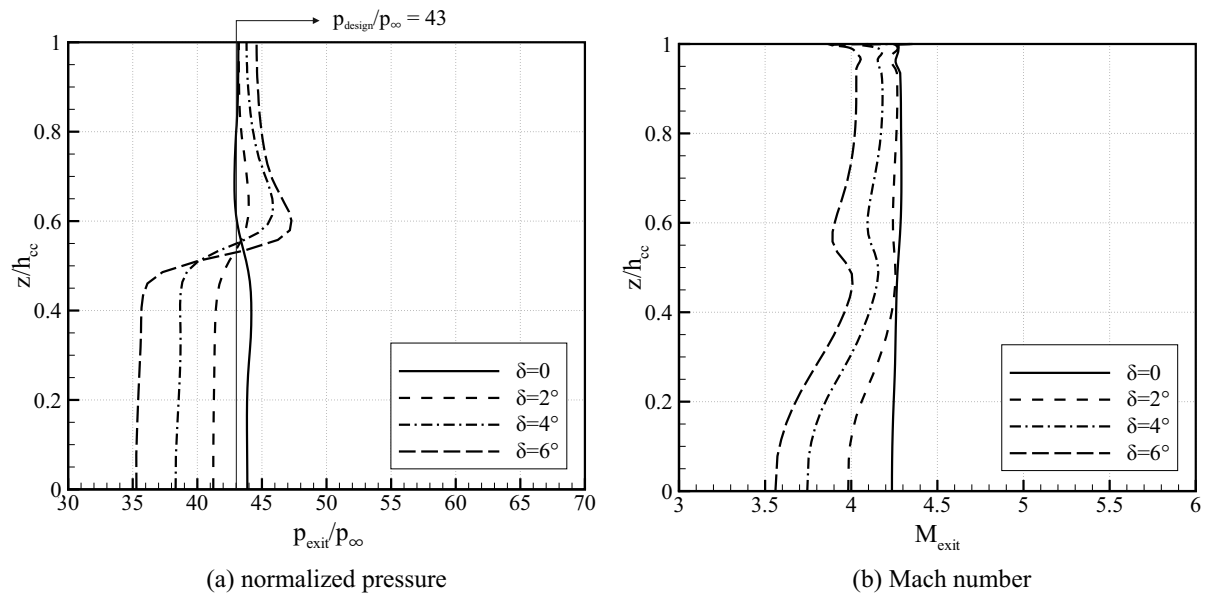 p_design/p_∞ = 43
1
0.8
0.6
0.4
0.2
0
z/h_cc
30 35 40 45 50 55 60 65 70
p_exit/p_∞
δ=0
δ=2°
δ=4°
δ=6°
(a) normalized pressure
1
0.8
0.6
0.4
0.2
0
z/h_cc
3 3.5 4 4.5 5 5.5 6
M_exit
δ=0
δ=2°
δ=4°
δ=6°
(b) Mach number